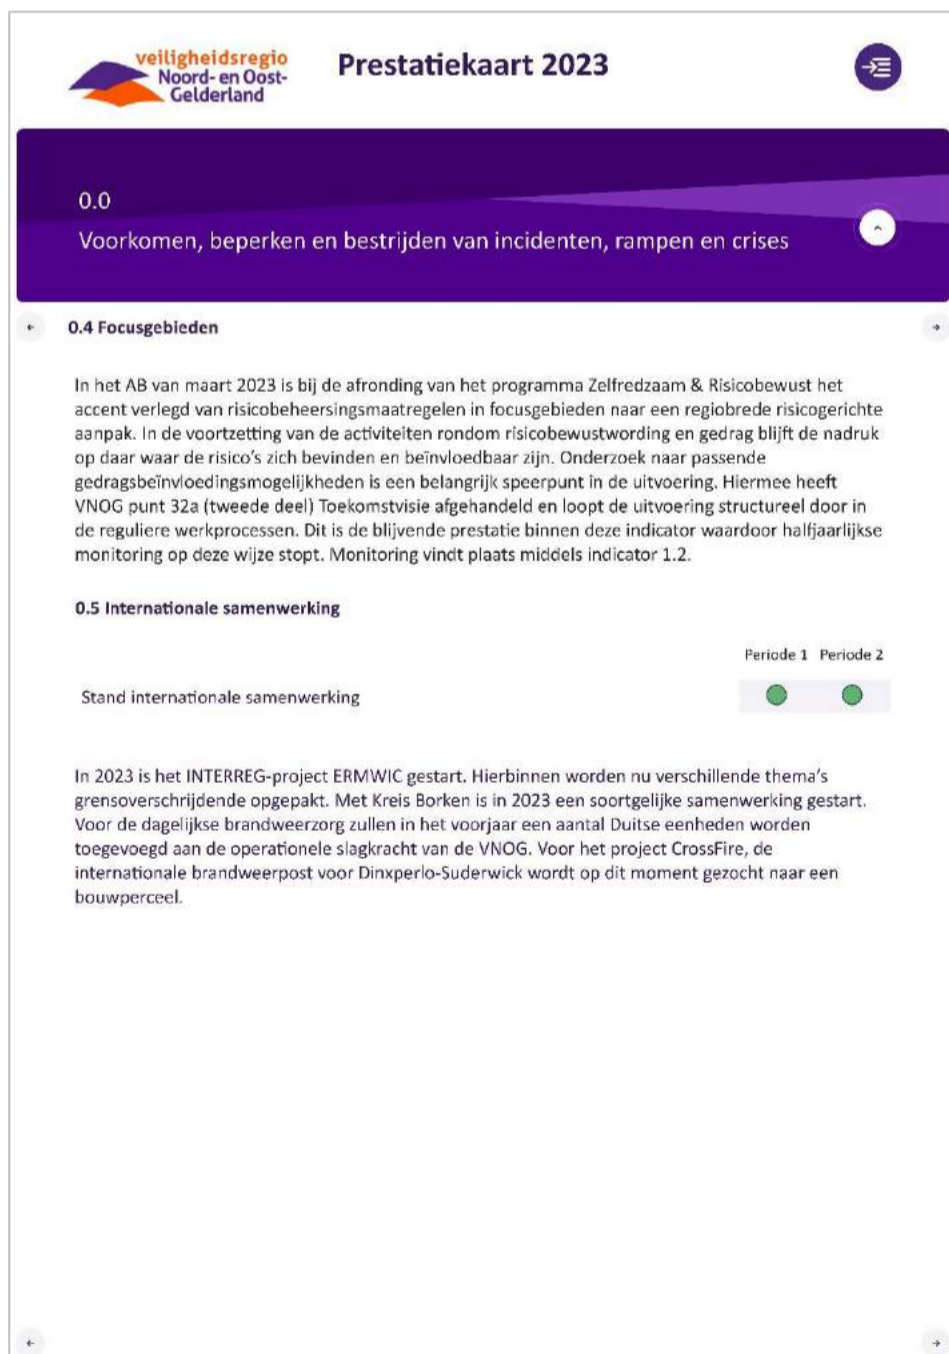 veiligheidsregio
Noord- en Oost-
Gelderland
Prestatiekaart 2023
0.0
Voorkomen, beperken en bestrijden van incidenten, rampen en crises
0.4 Focusgebieden
In het AB van maart 2023 is bij de afronding van het programma Zelfredzaam & Risicobewust het
accent verlegd van risicobeheersingsmaatregelen in focusgebieden naar een regiobrede risicogerichte
aanpak. In de voortzetting van de activiteiten rondom risicobewustwording en gedrag blijft de nadruk
op daar waar de risico's zich bevinden en beïnvloedbaar zijn. Onderzoek naar passende
gedragsbeïnvloedingsmogelijkheden is een belangrijk speerpunt in de uitvoering. Hiermee heeft
VNOG punt 32a (tweede deel) Toekomstvisie afgehandeld en loopt de uitvoering structureel door in
de reguliere werkprocessen. Dit is de blijvende prestatie binnen deze indicator waardoor halfjaarlijkse
monitoring op deze wijze stopt. Monitoring vindt plaats middels indicator 1.2.
0.5 Internationale samenwerking
Periode 1 Periode 2
Stand internationale samenwerking
In 2023 is het INTERREG-project ERMWIC gestart. Hierbinnen worden nu verschillende thema's
grensoverschrijdende opgepakt. Met Kreis Borken is in 2023 een soortgelijke samenwerking gestart.
Voor de dagelijkse brandweerzorg zullen in het voorjaar een aantal Duitse eenheden worden
toegevoegd aan de operationele slagkracht van de VNOG. Voor het project CrossFire, de
internationale brandweerpost voor Dinxperlo-Suderwick wordt op dit moment gezocht naar een
bouwperceel.